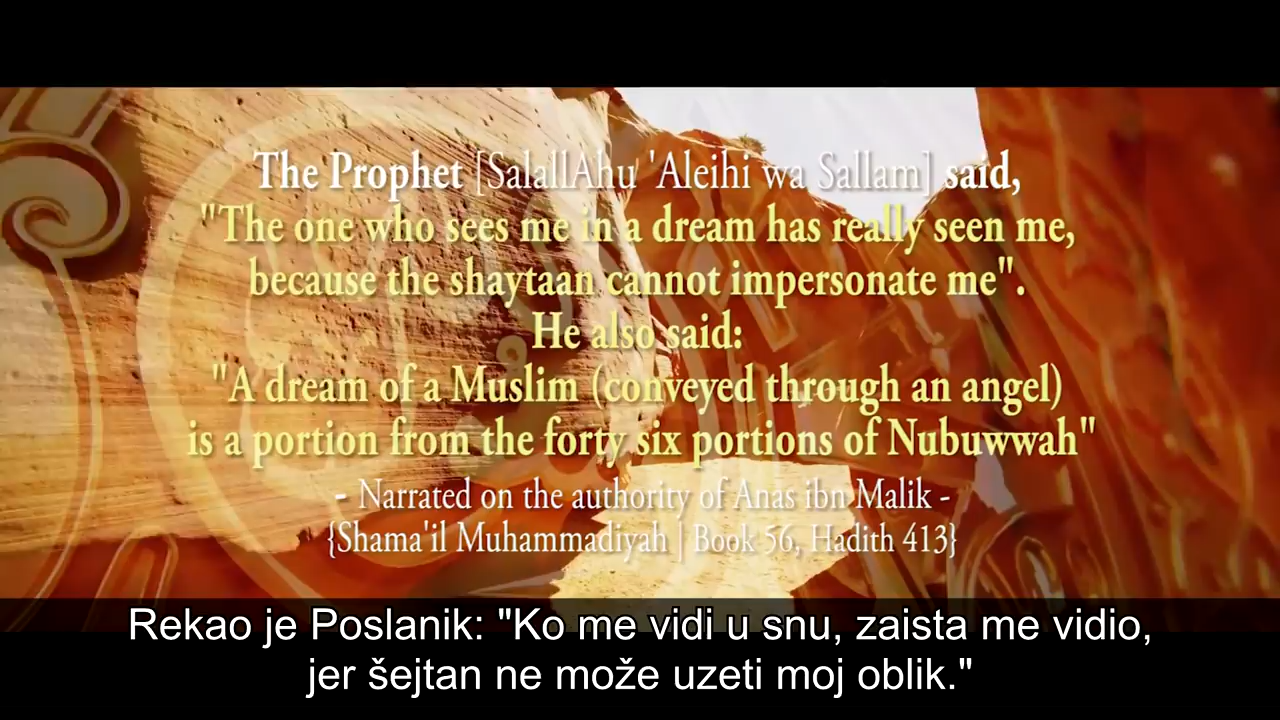 The Prophet [SalallAhu 'Aleihi wa Sallam] said,
"The one who sees me in a dream has really seen me,
because the shaytaan cannot impersonate me".
He also said:
"A dream of a Muslim (conveyed through an angel)
is a portion from the forty six portions of Nubuwwah"
- Narrated on the authority of Anas ibn Malik -
{Shama'il Muhammadiyah | Book 56, Hadith 413}
Rekao je Poslanik: "Ko me vidi u snu, zaista me vidio,
jer šejtan ne može uzeti moj oblik."